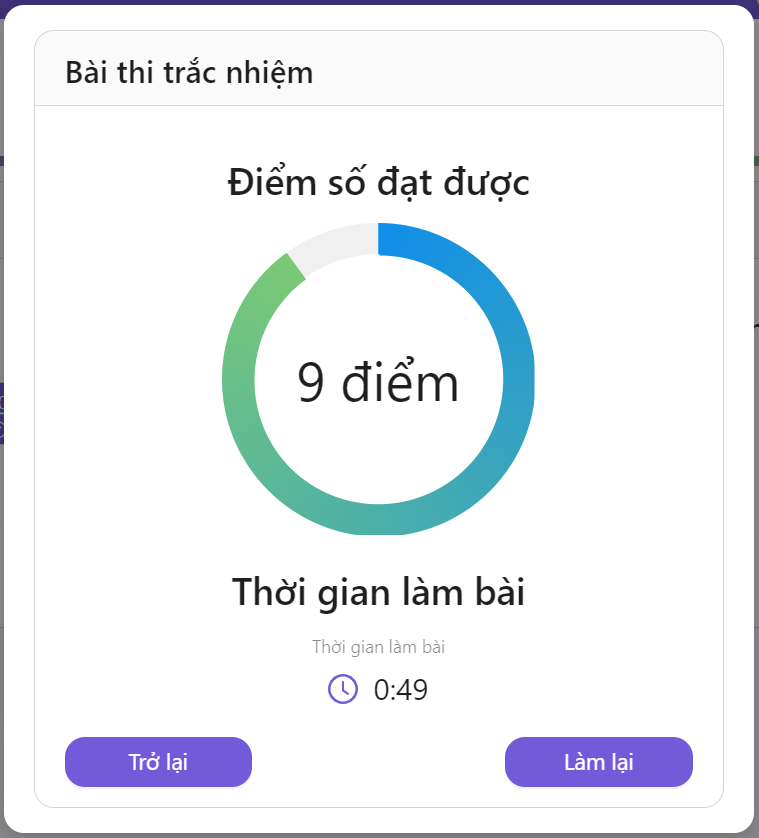 Bài thi trắc nhiệm
Điểm số đạt được
9 điểm
Thời gian làm bài
Thời gian làm bài
0:49
Trở lại
Làm lại